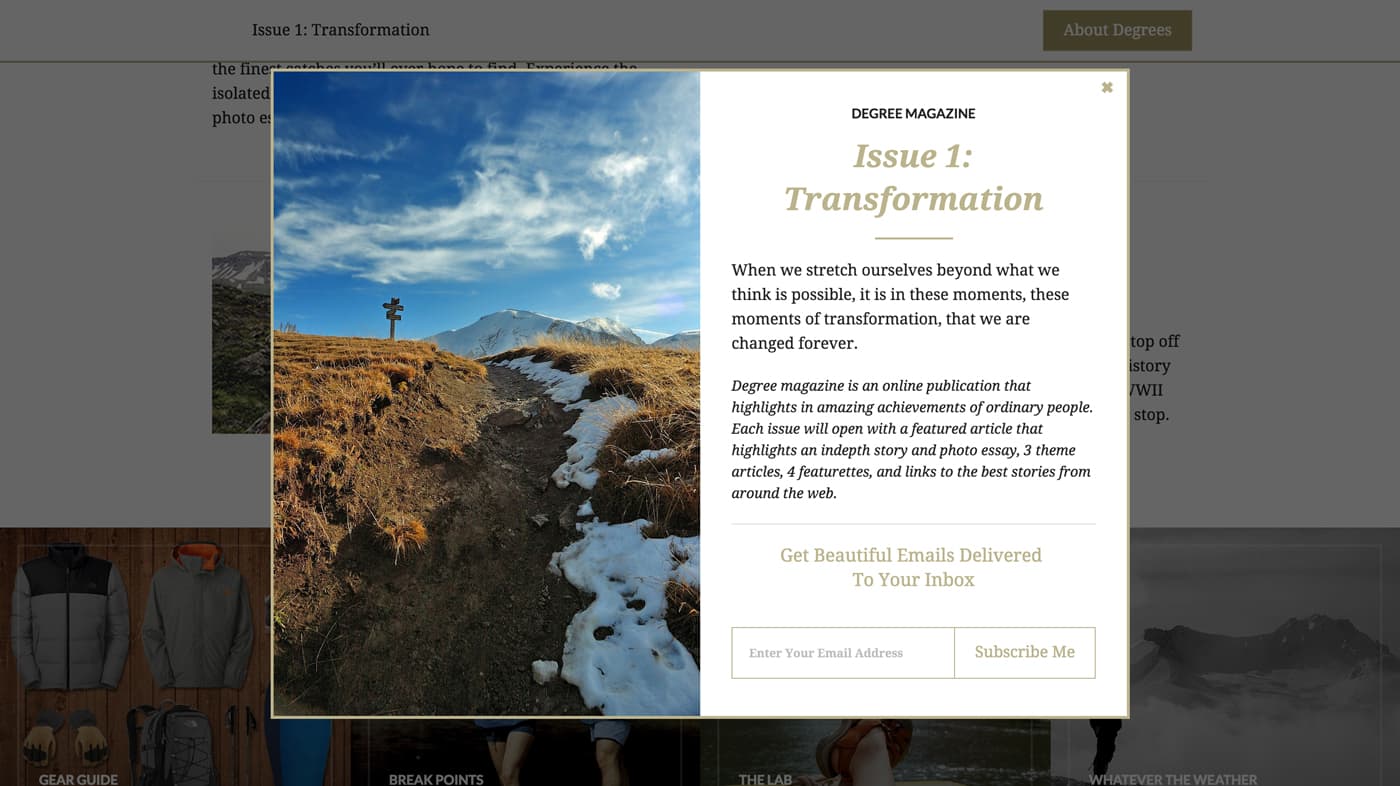 Issue 1: Transformation
About Degrees
the finest catches you'll ever hope to find. Experience the
isolated
photo es
DEGREE MAGAZINE
Issue 1:
Transformation
When we stretch ourselves beyond what we
think is possible, it is in these moments, these
moments of transformation, that we are
changed forever.
Degree magazine is an online publication that
highlights in amazing achievements of ordinary people.
Each issue will open with a featured article that
highlights an indepth story and photo essay, 3 theme
articles, 4 featurettes, and links to the best stories from
around the web.
Get Beautiful Emails Delivered
To Your Inbox
Enter Your Email Address
Subscribe Me
top off
istory
WWII
stop.
GEAR GUIDE
BREAK POINTS
THE LAB
WHATEVER THE WEATHER